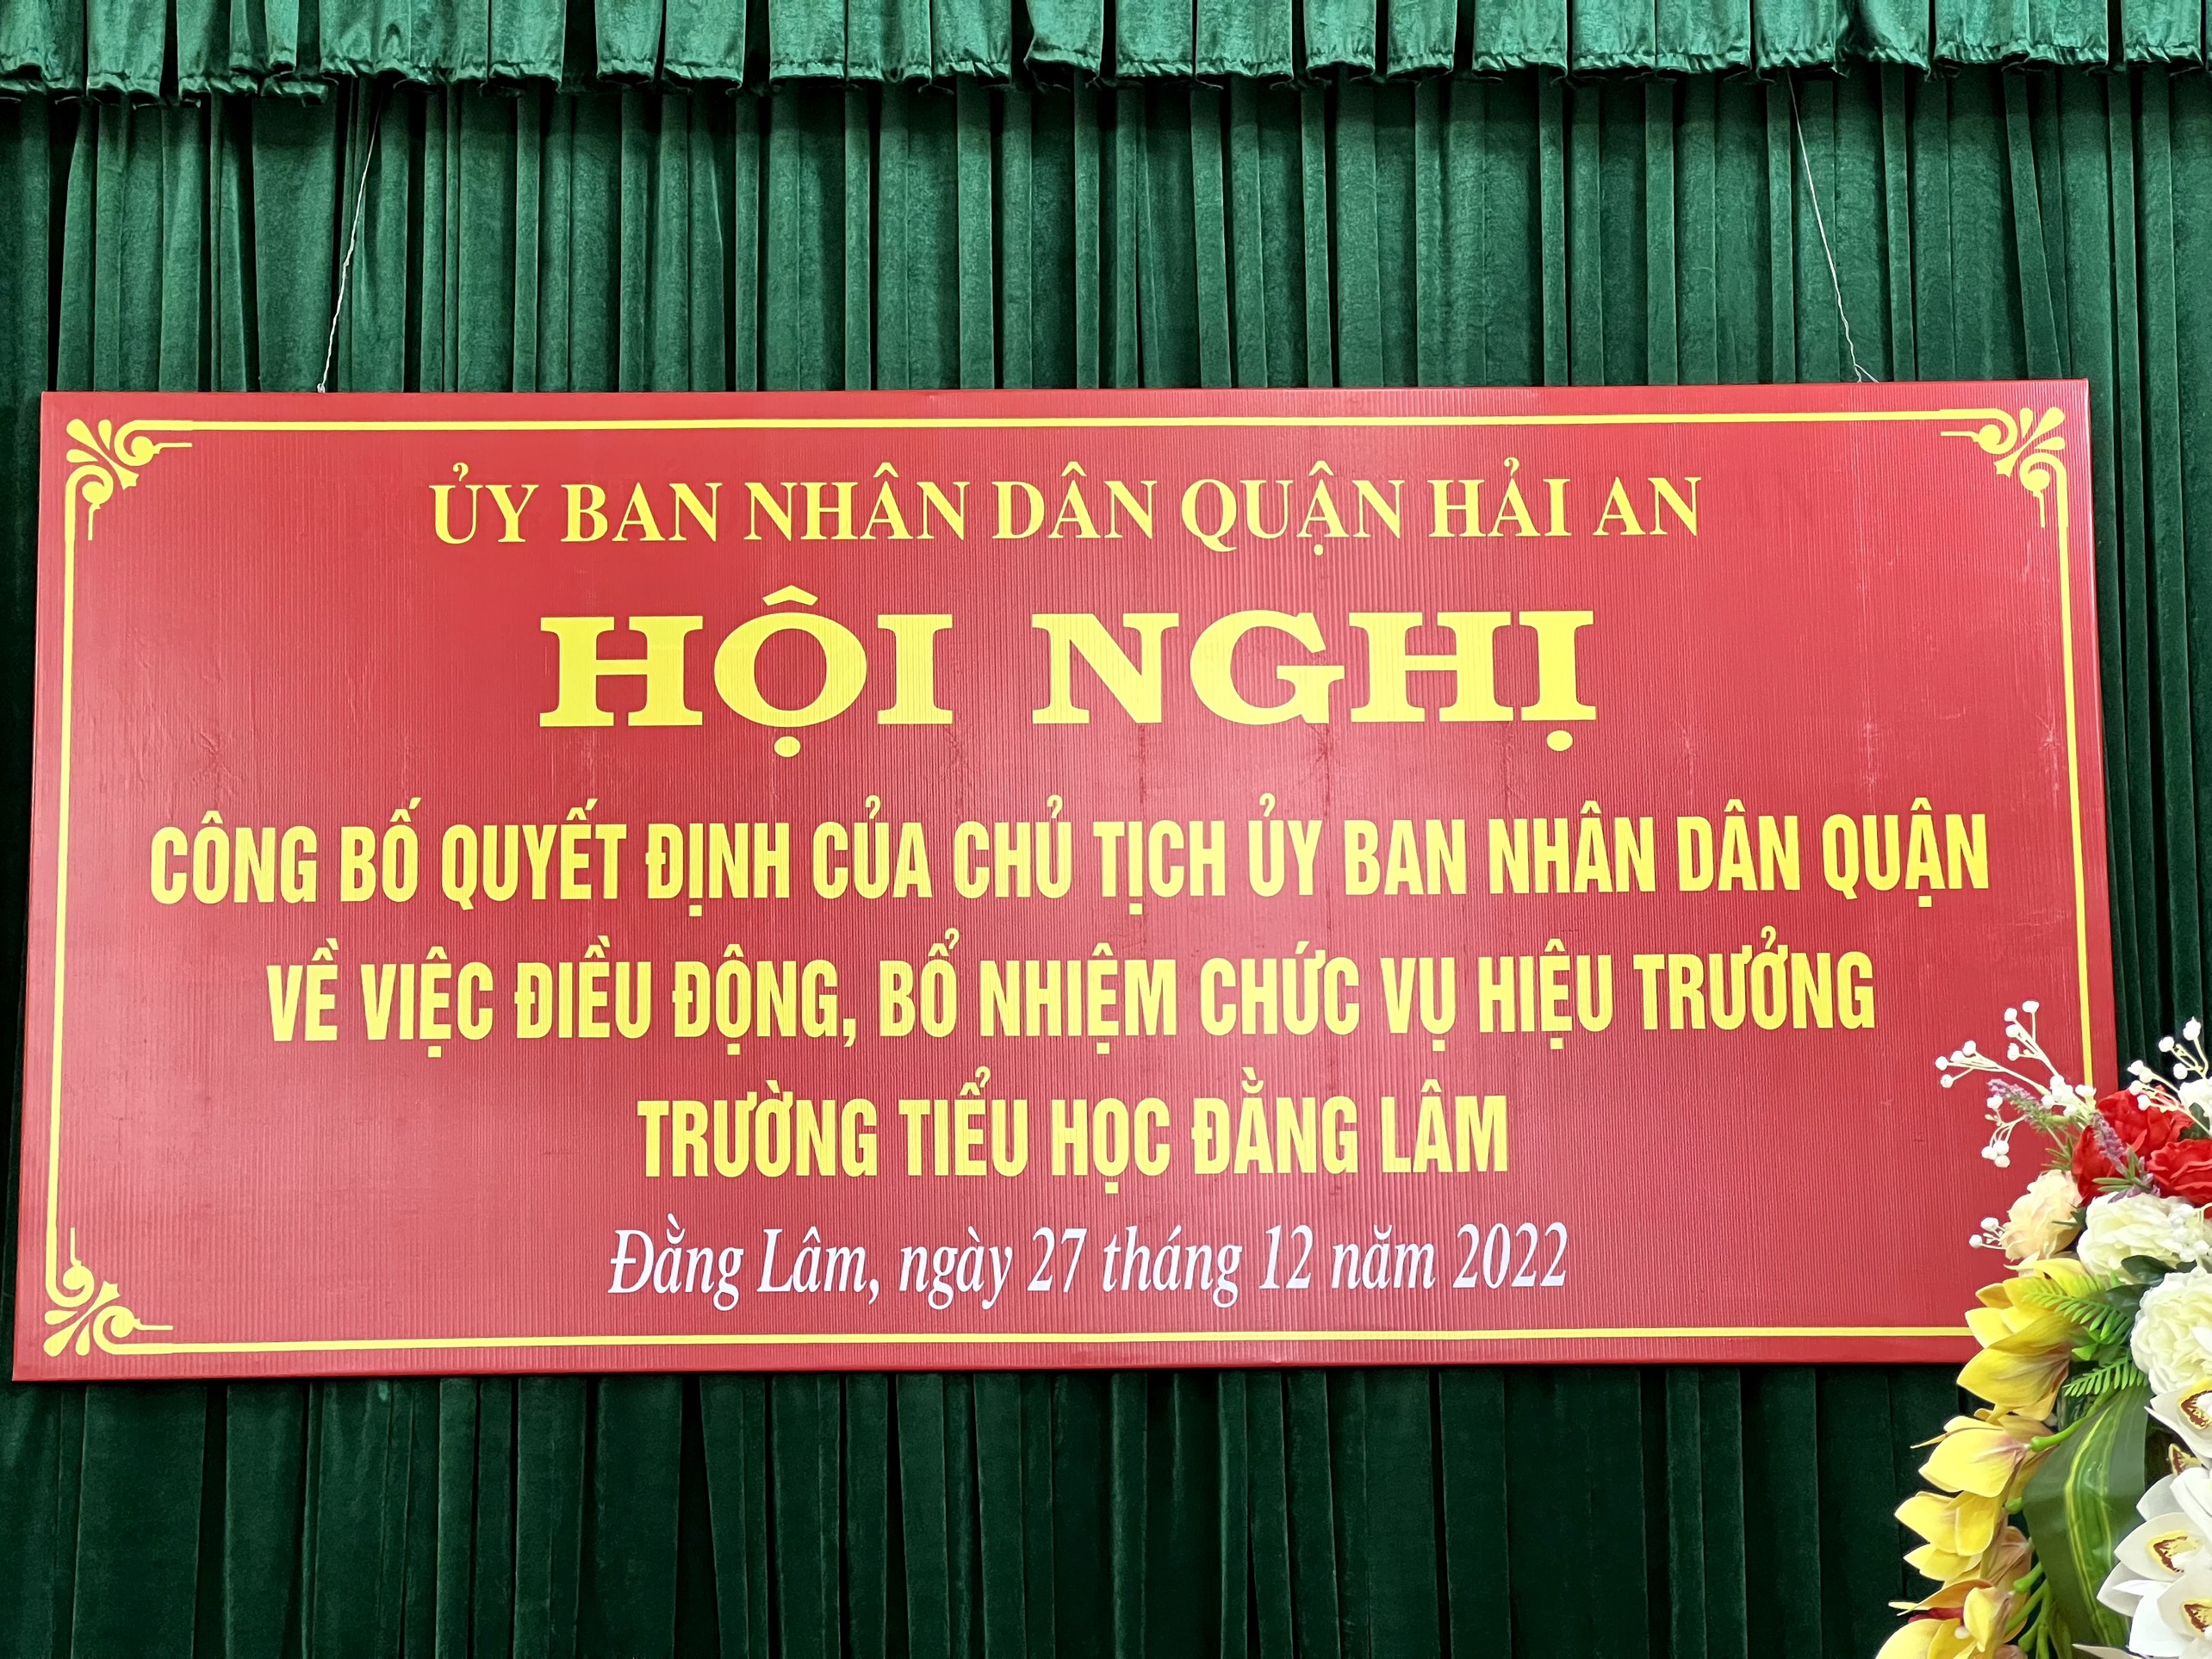 ỦY BAN NHÂN DÂN QUẬN HẢI AN
HỘI NGHỊ
CÔNG BỐ QUYẾT ĐỊNH CỦA CHỦ TỊCH ỦY BAN NHÂN DÂN QUẬN
VỀ VIỆC ĐIỀU ĐỘNG, BỔ NHIỆM CHỨC VỤ HIỆU TRƯỞNG
TRƯỜNG TIỂU HỌC ĐẰNG LÂM
Đằng Lâm, ngày 27 tháng 12 năm 2022